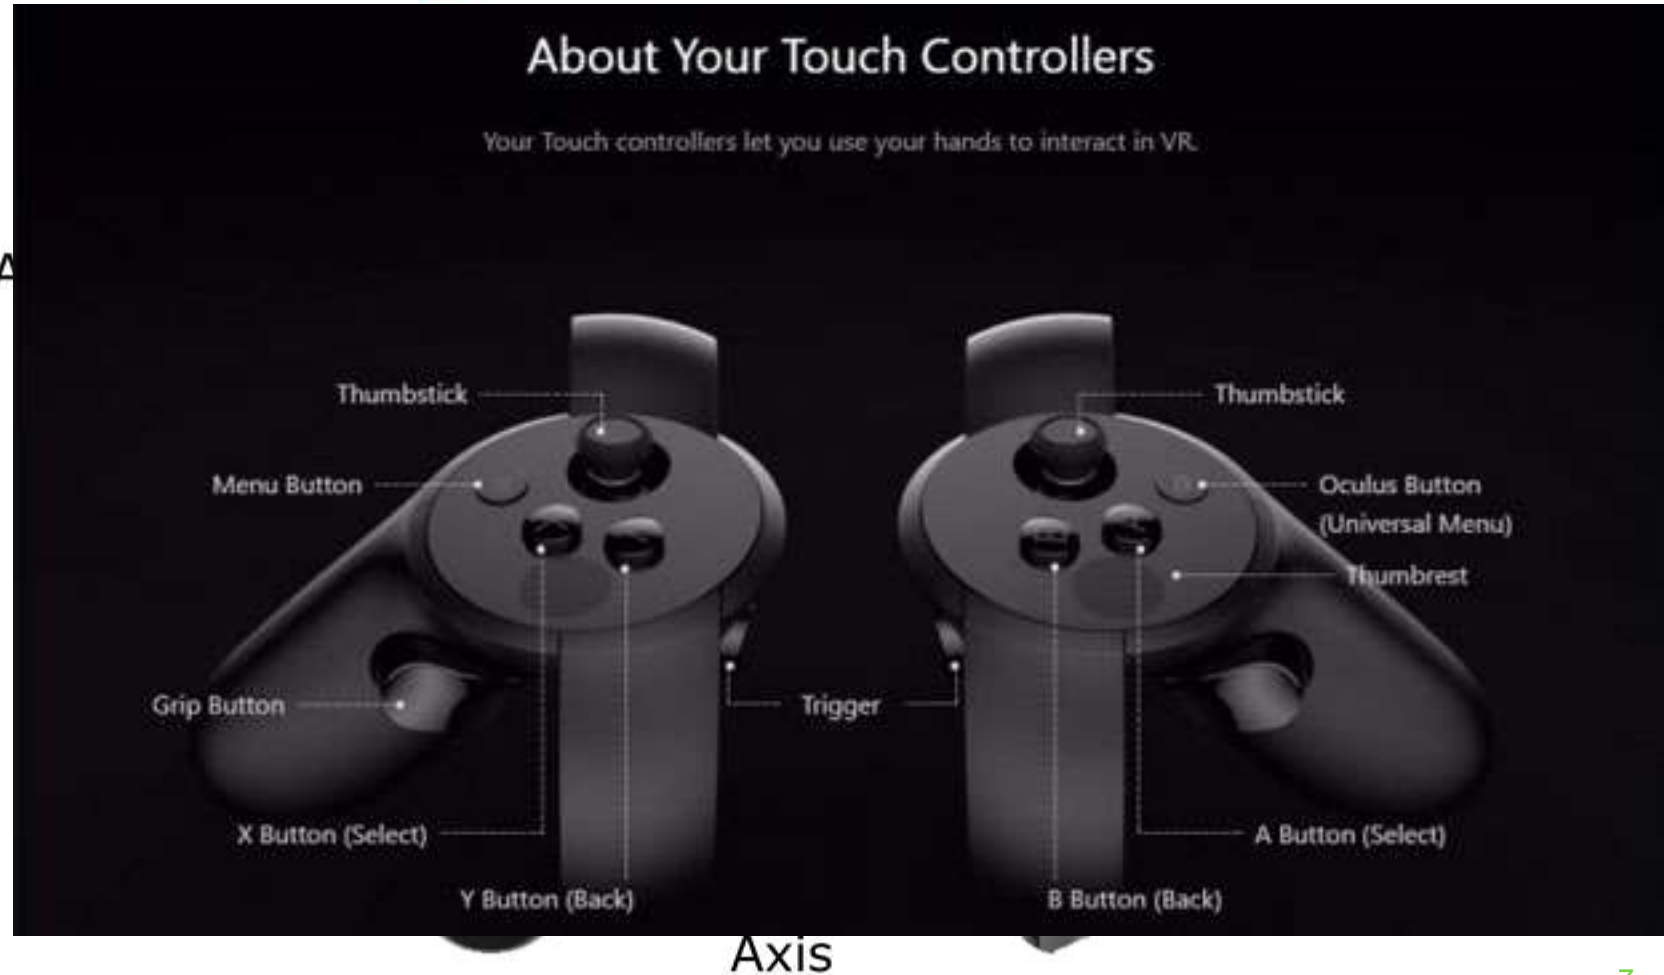 About Your Touch Controllers
Your Touch controllers let you use your hands to interact in VR.
A
Thumbstick
Thumbstick
Menu Button
Oculus Button
(Universal Menu)
Thumbrest
Grip Button
Trigger
X Button (Select)
A Button (Select)
Y Button (Back)
B Button (Back)
Axis